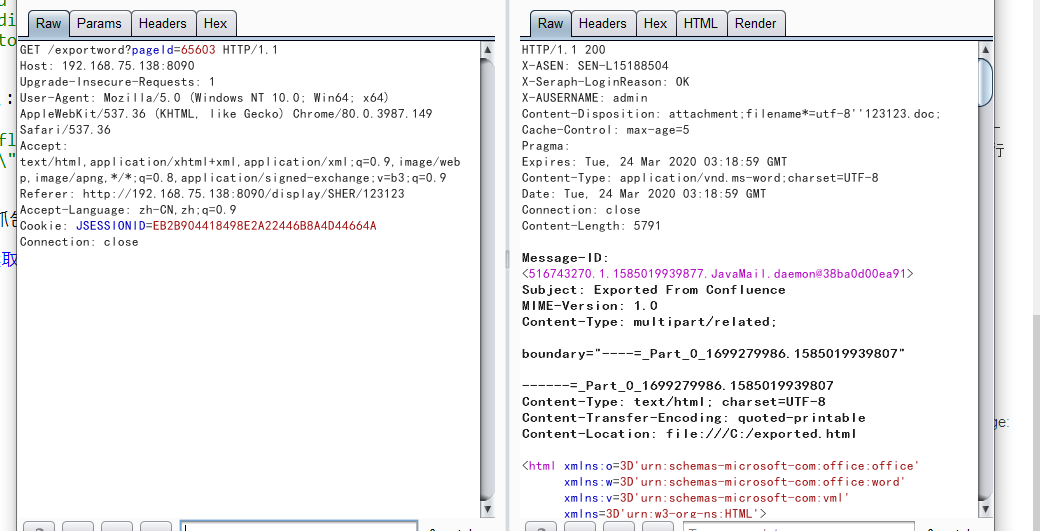 Raw Params Headers Hex
GET /exportword?pageId=65603 HTTP/1.1
Host: 192.168.75.138:8090
Upgrade-Insecure-Requests: 1
User-Agent: Mozilla/5.0 (Windows NT 10.0; Win64; x64)
AppleWebKit/537.36 (KHTML, like Gecko) Chrome/80.0.3987.149
Safari/537.36
Accept:
text/html,application/xhtml+xml,application/xml;q=0.9,image/web
p,image/apng,*/*;q=0.8,application/signed-exchange;v=b3;q=0.9
Referer: http://192.168.75.138:8090/display/SHER/123123
Accept-Language: zh-CN,zh;q=0.9
Cookie: JSESSIONID=EB2B904418498E2A22446B8A4D44664A
Connection: close
Raw Headers Hex HTML Render
HTTP/1.1 200
X-ASEN: SEN-L15188504
X-Seraph-LoginReason: OK
X-AUSERNAME: admin
Content-Disposition: attachment;filename*=utf-8''123123.doc;
Cache-Control: max-age=5
Pragma:
Expires: Tue, 24 Mar 2020 03:18:59 GMT
Content-Type: application/vnd.ms-word;charset=UTF-8
Date: Tue, 24 Mar 2020 03:18:59 GMT
Connection: close
Content-Length: 5791
Message-ID:
<516743270.1.1585019939877.JavaMail.daemon@38ba0d00ea91>
Subject: Exported From Confluence
MIME-Version: 1.0
Content-Type: multipart/related;
boundary="----=_Part_0_1699279986.1585019939807"
------=_Part_0_1699279986.1585019939807
Content-Type: text/html; charset=UTF-8
Content-Transfer-Encoding: quoted-printable
Content-Location: file:///C:/exported.html
<html xmlns:o=3D'urn:schemas-microsoft-com:office:office'
xmlns:w=3D'urn:schemas-microsoft-com:office:word'
xmlns:v=3D'urn:schemas-microsoft-com:vml'
xmlns=3D'urn:w3-org-ns:HTML'>
行
ge:
取